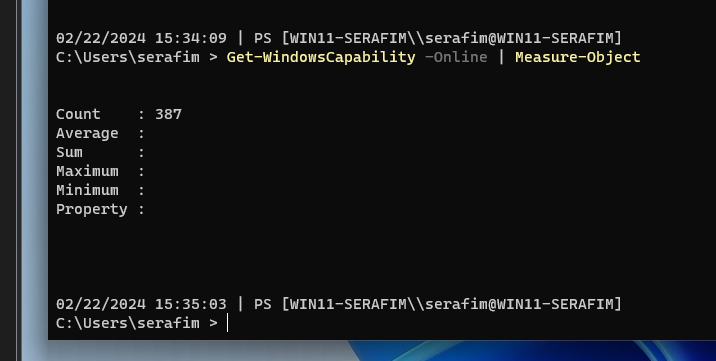 02/22/2024 15:34:09 | PS [WIN11-SERAFIM\\serafim@WIN11-SERAFIM]
C:\Users\serafim > Get-WindowsCapability -Online | Measure-Object
Count    : 387
Average  :
Sum      :
Maximum  :
Minimum  :
Property :
02/22/2024 15:35:03 | PS [WIN11-SERAFIM\\serafim@WIN11-SERAFIM]
C:\Users\serafim >